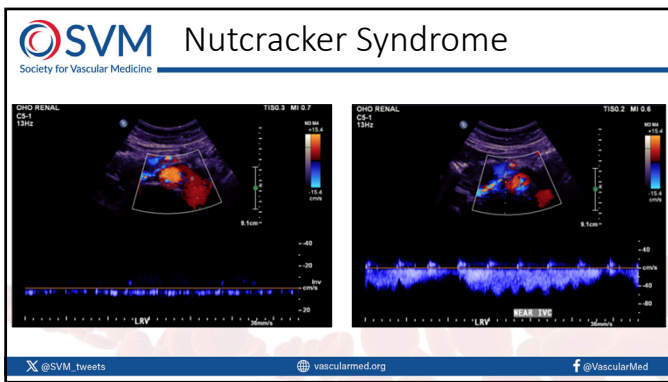 SVM
Society for Vascular Medicine
Nutcracker Syndrome
OHO RENAL
C5-1
13Hz
TIS0.3 MI 0.7
M3 M4
+15.4
-15.4
cm/s
9.1cm
-40
-20
Inv
cm/s
20
LRV
36mm/s
OHO RENAL
C5-1
13Hz
TIS0.2 MI 0.6
M3 M4
+15.4
-15.4
cm/s
9.1cm
40
cm/s
-40
-80
NEAR IVC
LRV
36mm/s
@SVM_tweets
vascularmed.org
@VascularMed